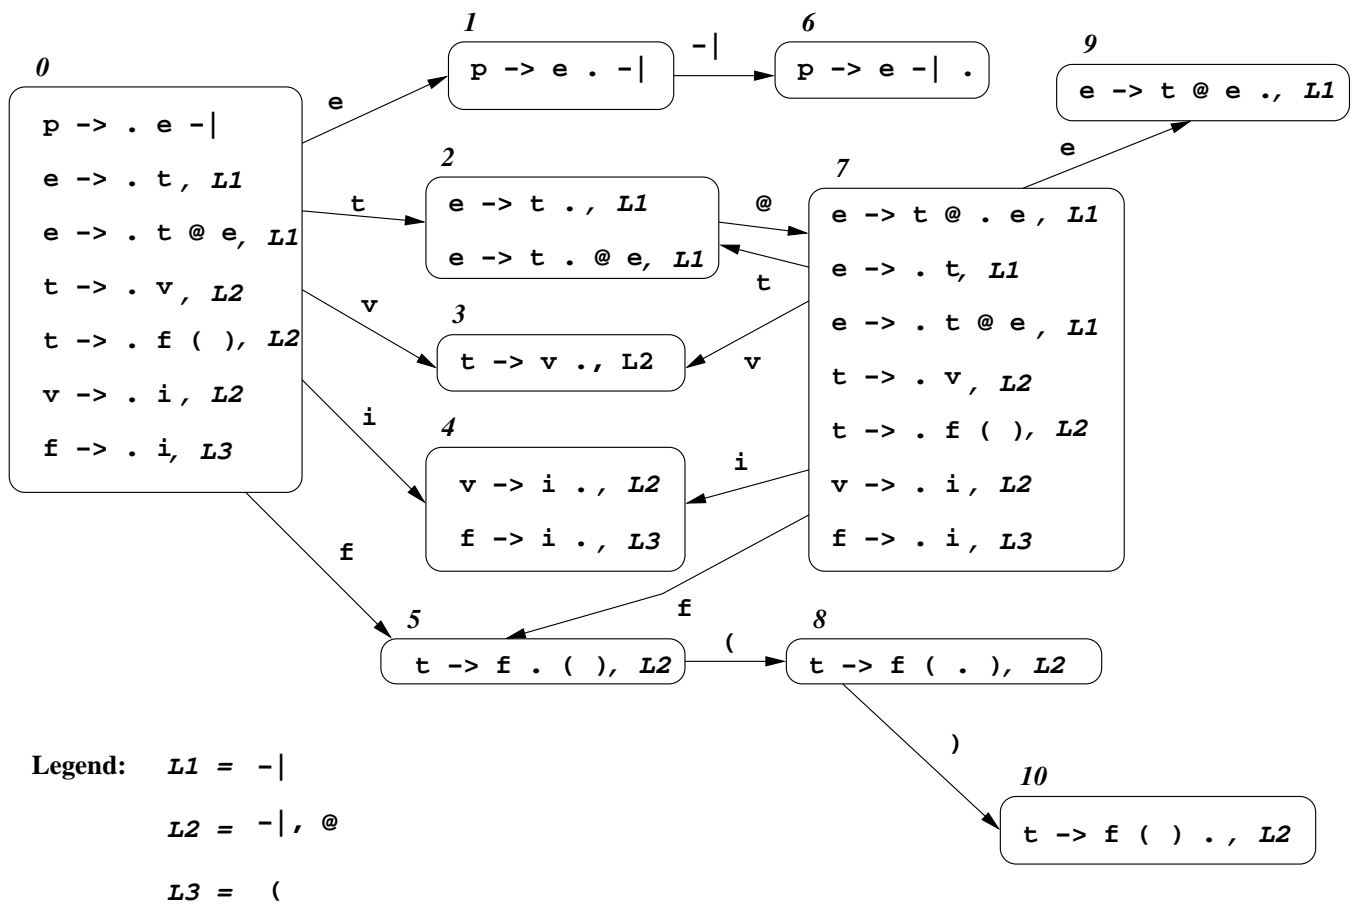 0
p -> . e -|
e -> . t, L1
e -> . t @ e, L1
t -> . v, L2
t -> . f ( ), L2
v -> . i, L2
f -> . i, L3
e
t
v
i
f
1
p -> e . -|
-|
6
p -> e -| .
2
e -> t ., L1
e -> t . @ e, L1
@
t
3
t -> v ., L2
v
4
v -> i ., L2
f -> i ., L3
i
f
5
t -> f . ( ), L2
(
7
e -> t @ . e, L1
e -> . t, L1
e -> . t @ e, L1
t -> . v, L2
t -> . f ( ), L2
v -> . i, L2
f -> . i, L3
e
9
e -> t @ e ., L1
8
t -> f ( . ), L2
)
10
t -> f ( ) ., L2
Legend: L1 = -|
L2 = -|, @
L3 = (